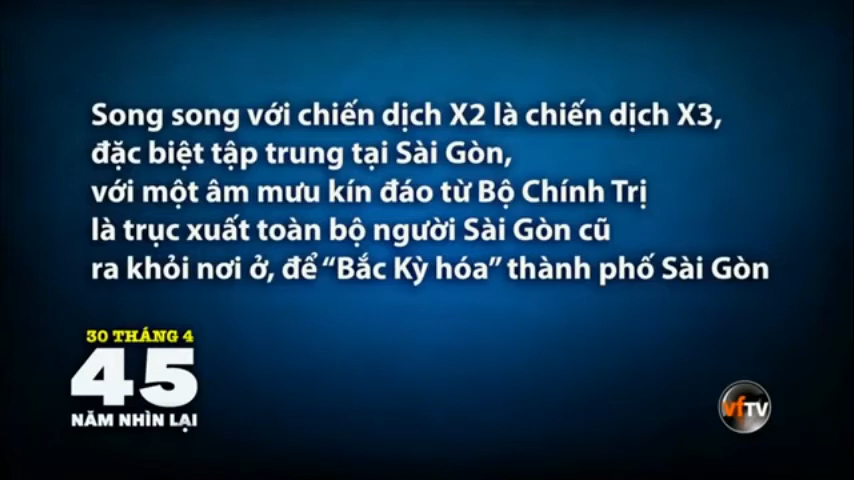 Song song với chiến dịch X2 là chiến dịch X3,
đặc biệt tập trung tại Sài Gòn,
với một âm mưu kín đáo từ Bộ Chính Trị
là trục xuất toàn bộ người Sài Gòn cũ
ra khỏi nơi ở, để “Bắc Kỳ hóa” thành phố Sài Gòn
30 THÁNG 4
45
NĂM NHÌN LẠI
vfTV